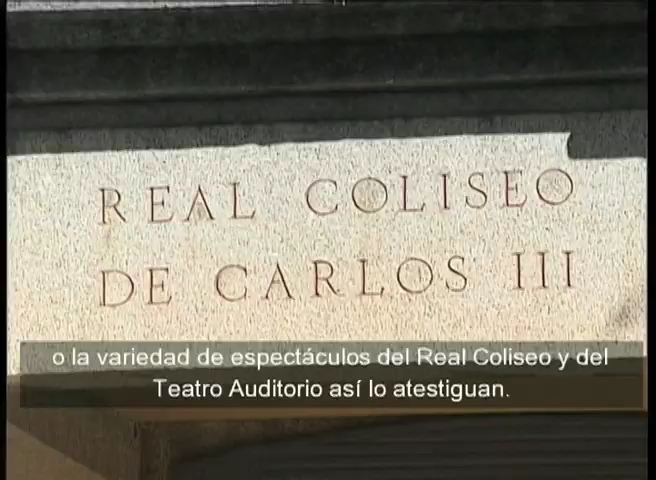 REAL COLISEO
DE CARLOS III
o la variedad de espectáculos del Real Coliseo y del
Teatro Auditorio así lo atestiguan.